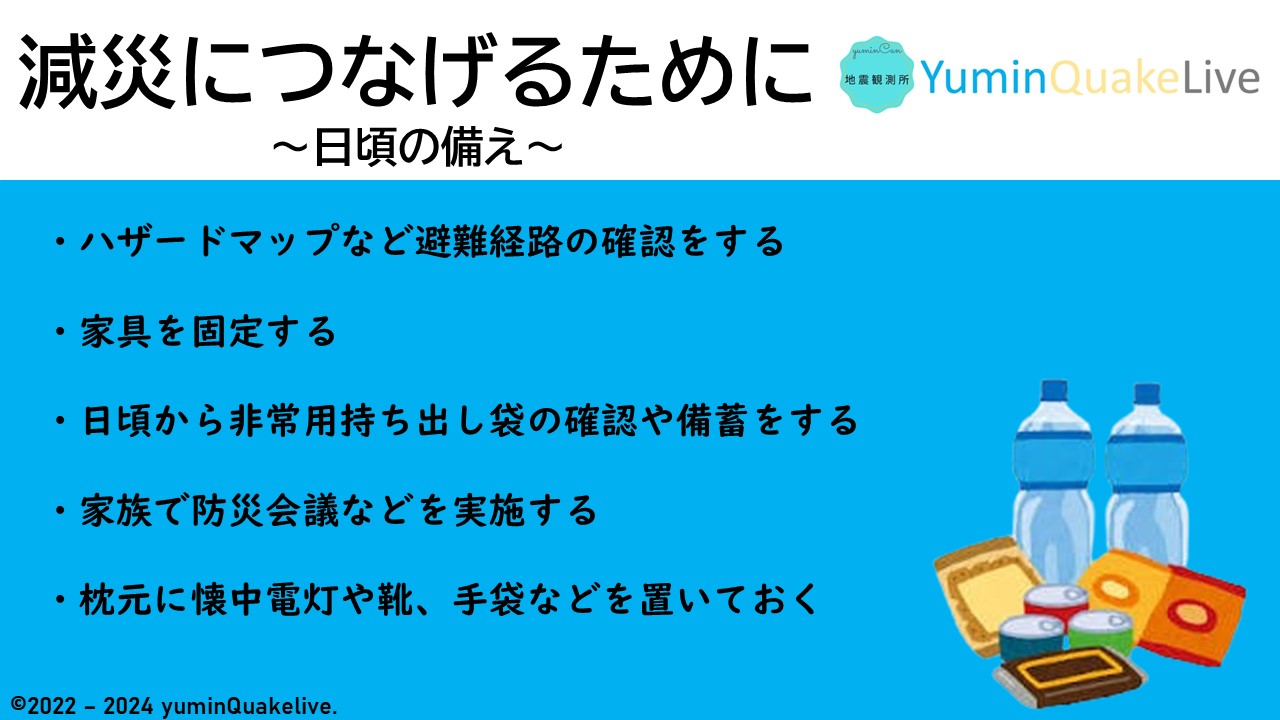 減災につなげるために
~日頃の備え~
yuminCan
地震観測所
YuminQuakeLive
・ハザードマップなど避難経路の確認をする
・家具を固定する
・日頃から非常用持ち出し袋の確認や備蓄をする
・家族で防災会議などを実施する
・枕元に懐中電灯や靴、手袋などを置いておく
©2022 – 2024 yuminQuakelive.